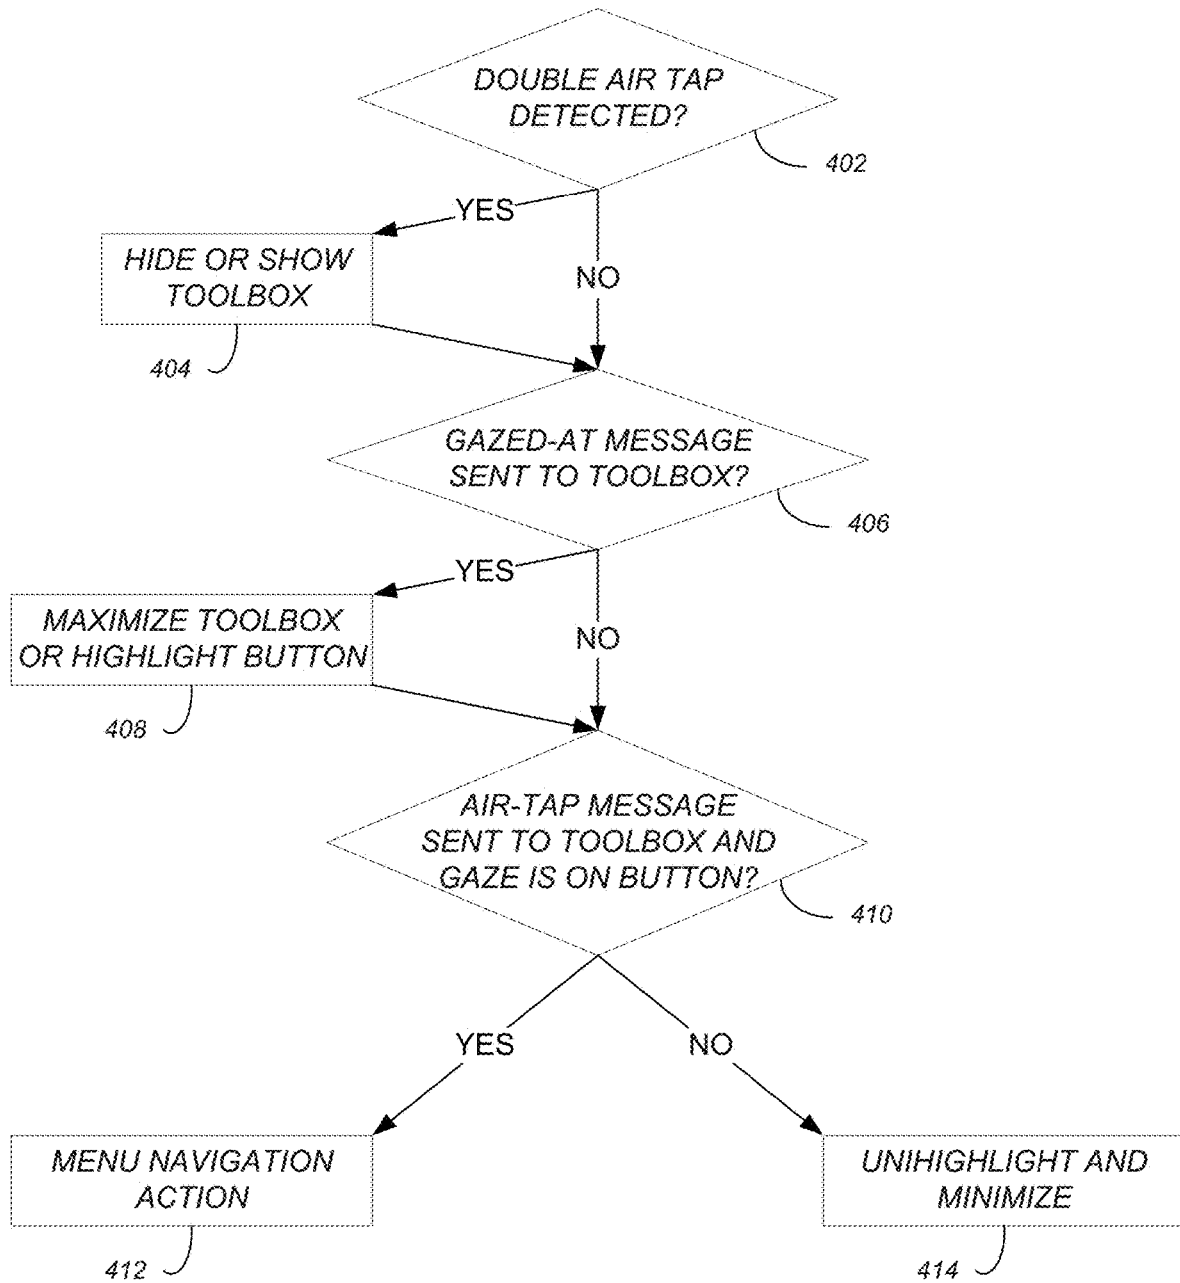 DOUBLE AIR TAP
DETECTED?
402
YES
HIDE OR SHOW
TOOLBOX
NO
404
GAZED-AT MESSAGE
SENT TO TOOLBOX?
406
YES
MAXIMIZE TOOLBOX
OR HIGHLIGHT BUTTON
NO
408
AIR-TAP MESSAGE
SENT TO TOOLBOX AND
GAZE IS ON BUTTON?
410
YES
NO
MENU NAVIGATION
ACTION
412
UNIHIGHLIGHT AND
MINIMIZE
414